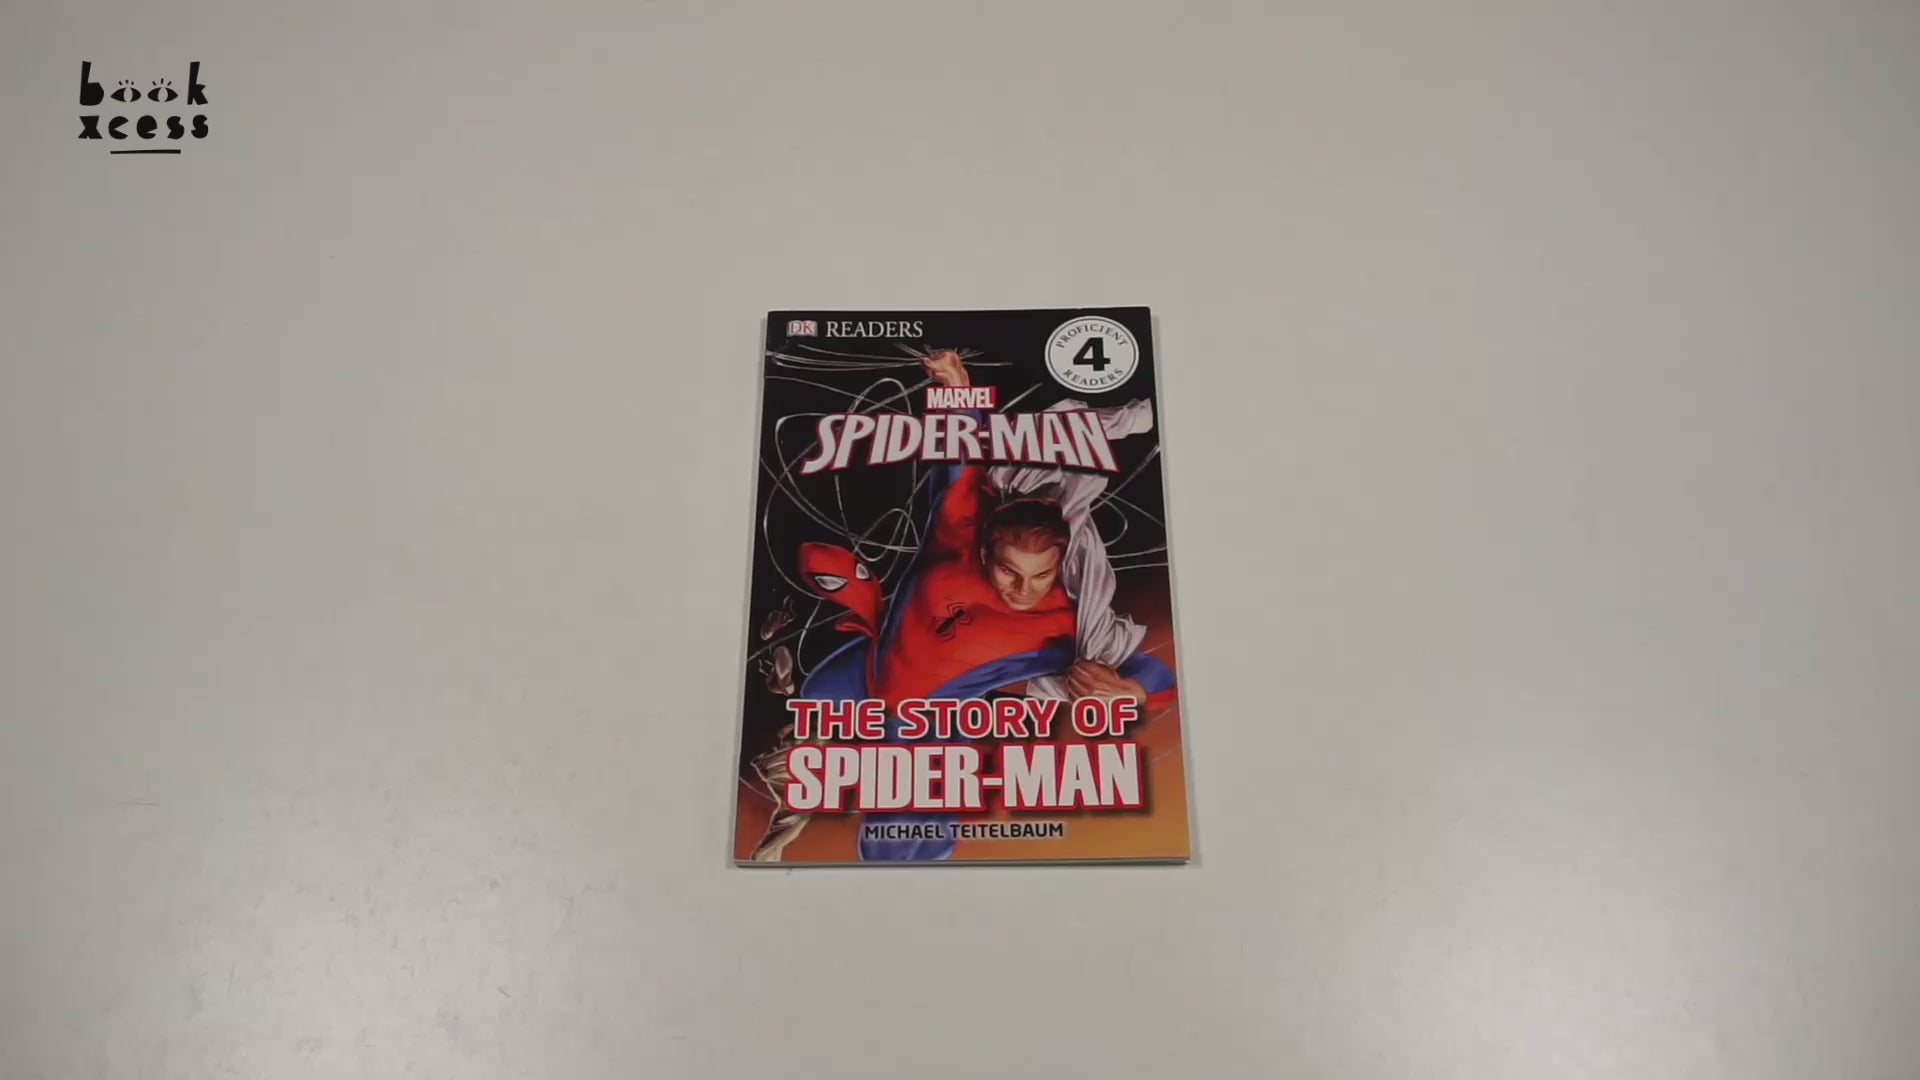 book
xcess
DK READERS
PROFICIENT
4
READERS
MARVEL
SPIDER-MAN
THE STORY OF
SPIDER-MAN
MICHAEL TEITELBAUM